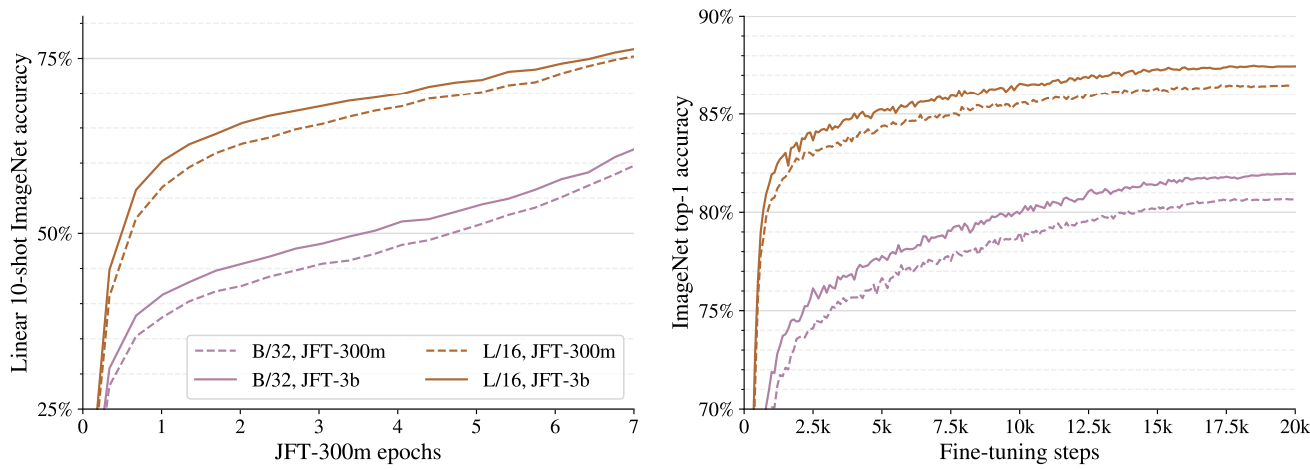 Linear 10-shot ImageNet accuracy
75%
50%
25%
0 1 2 3 4 5 6 7
JFT-300m epochs
B/32, JFT-300m
B/32, JFT-3b
L/16, JFT-300m
L/16, JFT-3b
ImageNet top-1 accuracy
90%
85%
80%
75%
70%
0 2.5k 5k 7.5k 10k 12.5k 15k 17.5k 20k
Fine-tuning steps